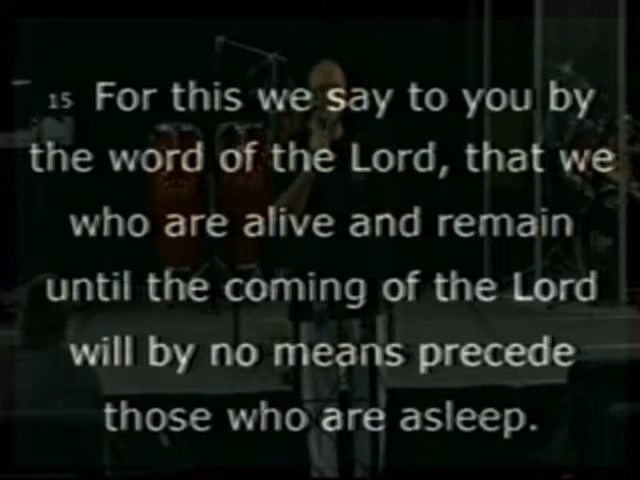 15 For this we say to you by
the word of the Lord, that we
who are alive and remain
until the coming of the Lord
will by no means precede
those who are asleep.